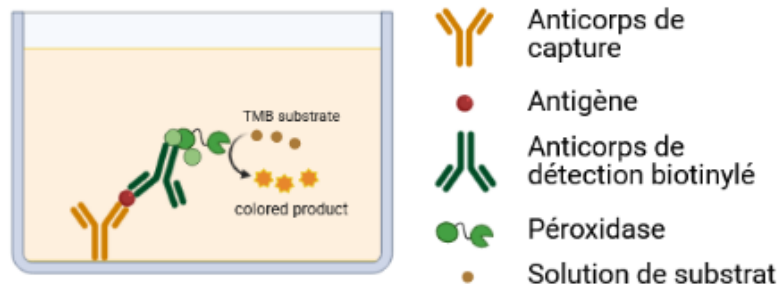 TMB substrate
colored product
Anticorps de
capture
Antigène
Anticorps de
détection biotinylé
Péroxidase
Solution de substrat